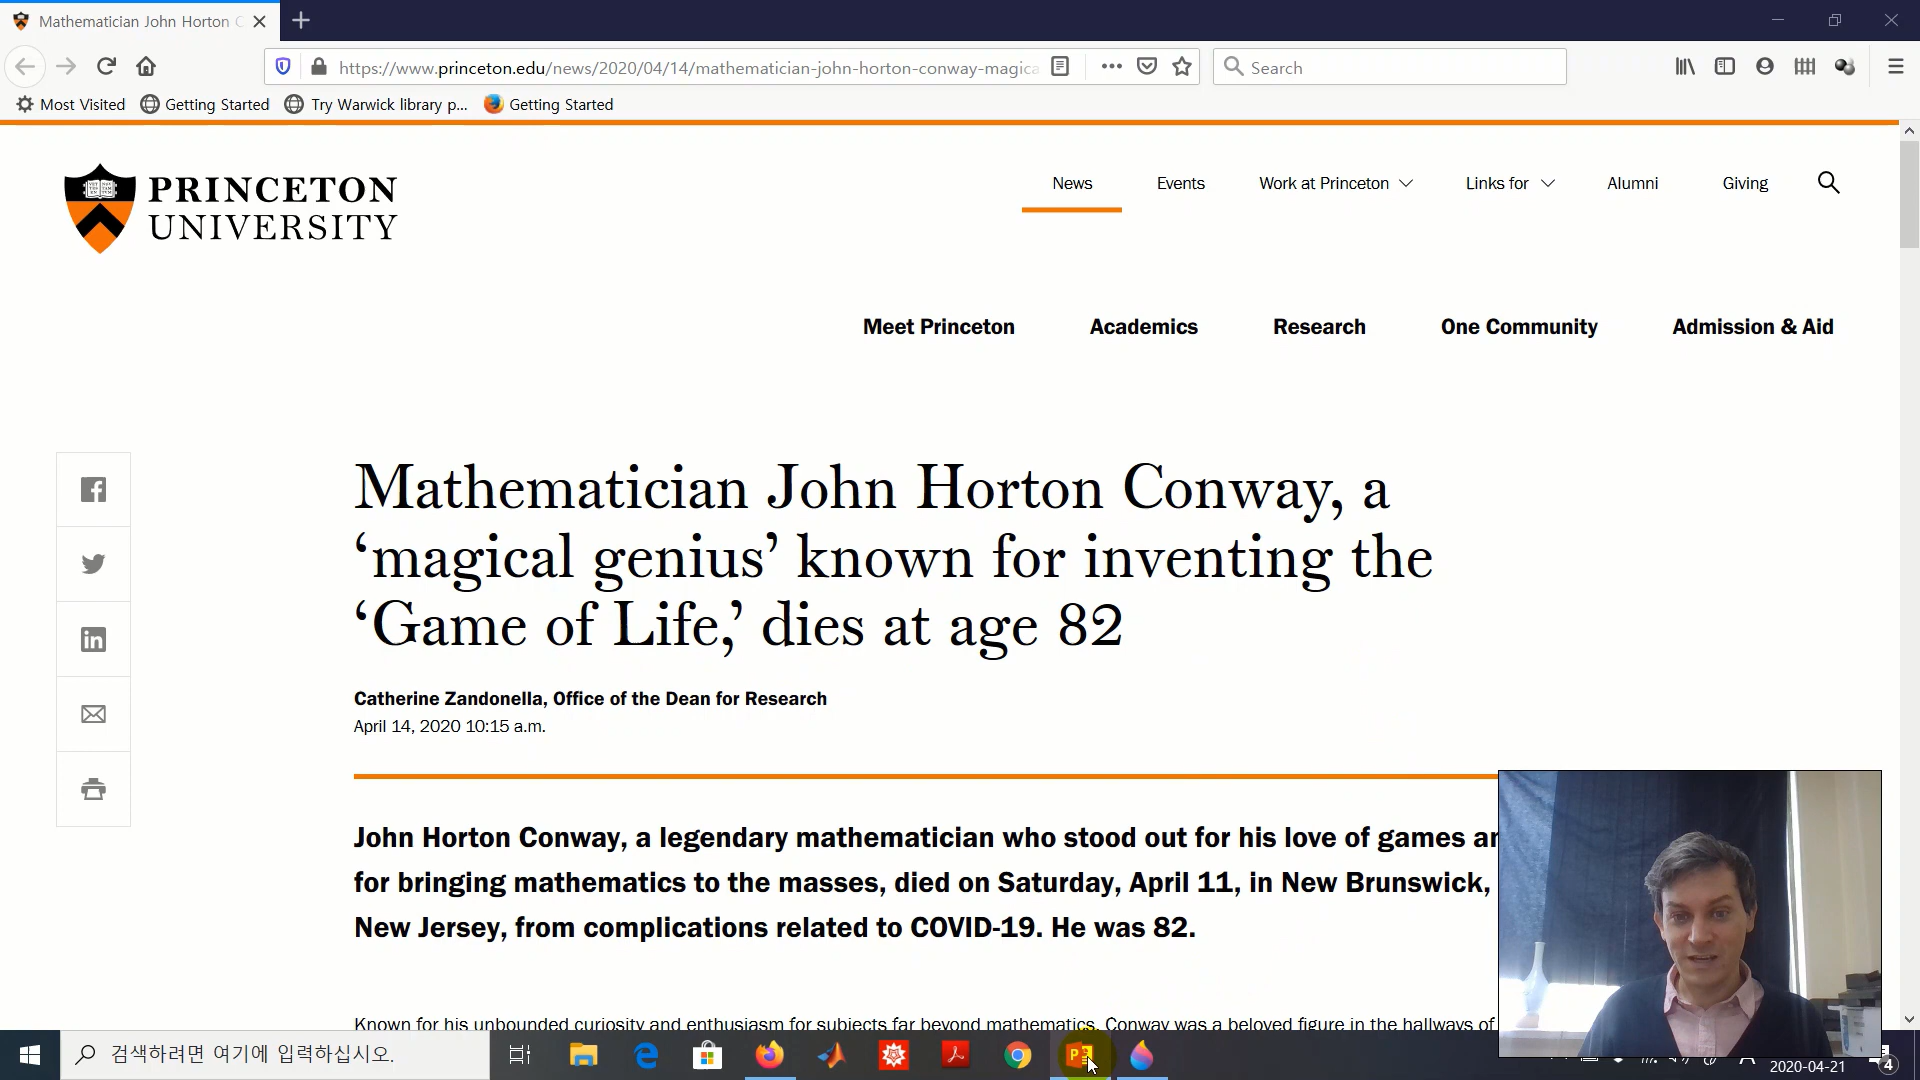 Mathematician John Horton C
https://www.princeton.edu/news/2020/04/14/mathematician-john-horton-conway-magica
Search
Most Visited
Getting Started
Try Warwick library p...
Getting Started
PRINCETON
UNIVERSITY
News
Events
Work at Princeton
Links for
Alumni
Giving
Meet Princeton
Academics
Research
One Community
Admission & Aid
Mathematician John Horton Conway, a
‘magical genius’ known for inventing the
‘Game of Life,’ dies at age 82
Catherine Zandonella, Office of the Dean for Research
April 14, 2020 10:15 a.m.
John Horton Conway, a legendary mathematician who stood out for his love of games
for bringing mathematics to the masses, died on Saturday, April 11, in New Brunswick,
New Jersey, from complications related to COVID-19. He was 82.
Known for his unbounded curiosity and enthusiasm for subjects far beyond mathematics, Conway was a beloved figure in the hallways of
검색하려면 여기에 입력하십시오.
2020-04-21
4